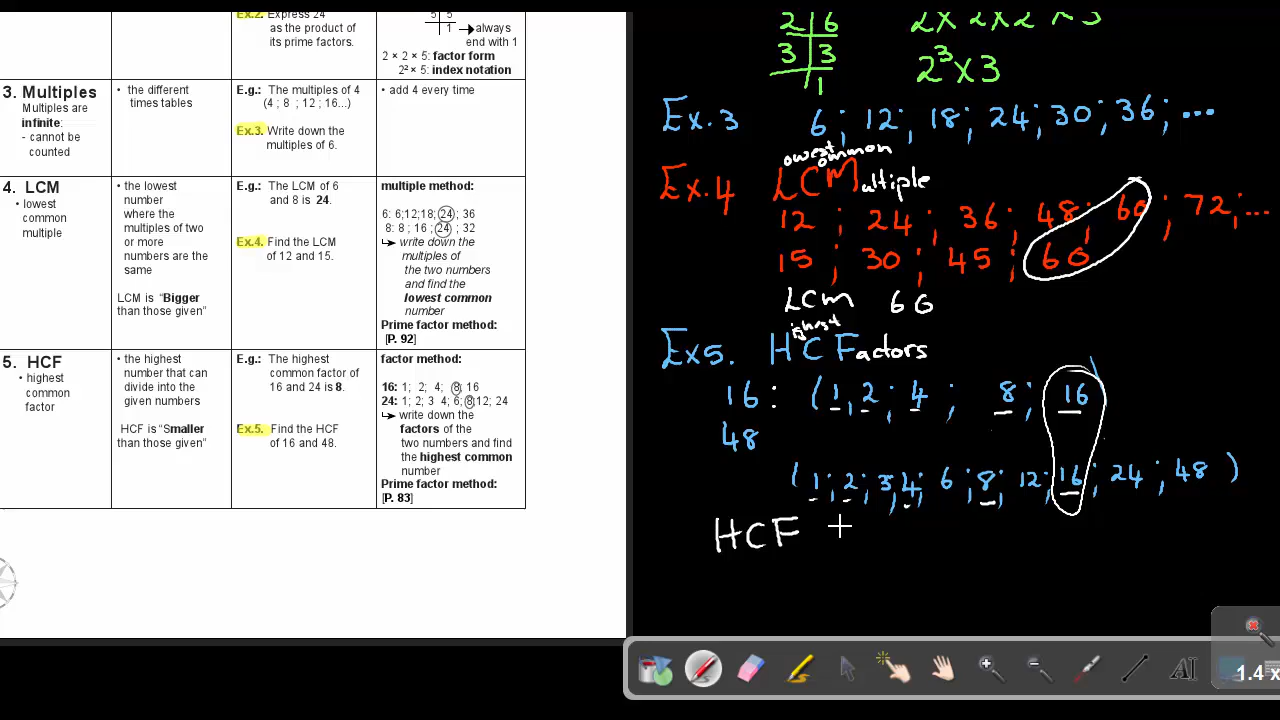 Ex.2. Express 24
as the product of
its prime factors.
5 5
1 always
end with 1
2 × 2 × 5: factor form
2² × 5: index notation
3. Multiples
Multiples are
infinite:
- cannot be
counted
• the different
times tables
E.g.: The multiples of 4
(4 ; 8 ; 12 ; 16...)
Ex.3. Write down the
multiples of 6.
• add 4 every time
4. LCM
• lowest
common
multiple
• the lowest
number
where the
multiples of two
or more
numbers are the
same
LCM is "Bigger
than those given"
E.g.: The LCM of 6
and 8 is 24.
Ex.4. Find the LCM
of 12 and 15.
multiple method:
6: 6;12;18;24; 36
8: 8 ; 16 ; 24 ; 32
write down the
multiples of
the two numbers
and find the
lowest common
number
Prime factor method:
[P. 92]
5. HCF
• highest
common
factor
• the highest
number that can
divide into the
given numbers
HCF is "Smaller
than those given"
E.g.: The highest
common factor of
16 and 24 is 8.
Ex.5. Find the HCF
of 16 and 48.
factor method:
16: 1; 2; 4; 8; 16
24: 1; 2; 3 4; 6;8;12; 24
write down the
factors of the
two numbers and find
the highest common
number
Prime factor method:
[P. 83]
2 6
3 3
1
2 × 2 × 2 × 3
2³ × 3
Ex.3 6; 12; 18; 24; 30; 36; ...
Ex.4 LCM
owest ommon
ultiple
12 ; 24 ; 36 ; 48; 60 ; 72; ...
15 ; 30 ; 45 ; 60
LCM 60
Ex5. HCFactors
ighest
16 : (1, 2, 4 ; 8; 16)
48
(1; 2; 3; 4; 6; 8; 12; 16; 24; 48)
HCF
AI
1.4 x